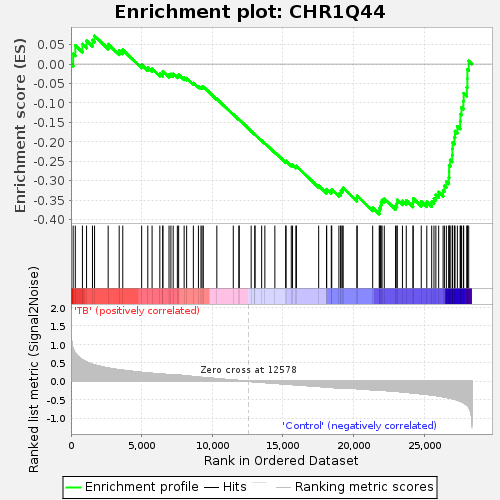 Enrichment plot: CHR1Q44
Enrichment score (ES)
0.05
0.00
-0.05
-0.10
-0.15
-0.20
-0.25
-0.30
-0.35
-0.40
'TB' (positively correlated)
Ranked list metric (Signal2Noise)
2.0
1.5
1.0
0.5
0.0
-0.5
-1.0
Zero cross at 12578
'Control' (negatively correlated)
0 5,000 10,000 15,000 20,000 25,000
Rank in Ordered Dataset
Enrichment profile Hits Ranking metric scores